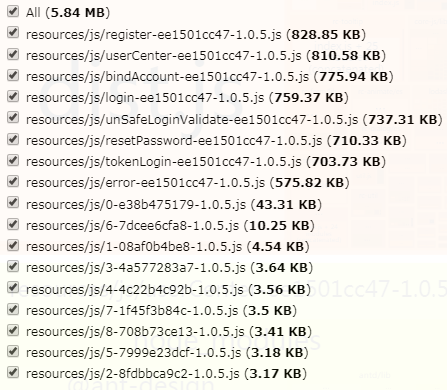 All (5.84 MB)
resources/js/register-ee1501cc47-1.0.5.js (828.85 KB)
resources/js/userCenter-ee1501cc47-1.0.5.js (810.58 KB)
resources/js/bindAccount-ee1501cc47-1.0.5.js (775.94 KB)
resources/js/login-ee1501cc47-1.0.5.js (759.37 KB)
resources/js/unSafeLoginValidate-ee1501cc47-1.0.5.js (737.31 KB)
resources/js/resetPassword-ee1501cc47-1.0.5.js (710.33 KB)
resources/js/tokenLogin-ee1501cc47-1.0.5.js (703.73 KB)
resources/js/error-ee1501cc47-1.0.5.js (575.82 KB)
resources/js/0-e38b475179-1.0.5.js (43.31 KB)
resources/js/6-7dcee6cfa8-1.0.5.js (10.25 KB)
resources/js/1-08af0b4be8-1.0.5.js (4.54 KB)
resources/js/3-4a577283a7-1.0.5.js (3.64 KB)
resources/js/4-4c22b4c92b-1.0.5.js (3.56 KB)
resources/js/7-1f45f3b84c-1.0.5.js (3.5 KB)
resources/js/8-708b73ce13-1.0.5.js (3.41 KB)
resources/js/5-7999e23dcf-1.0.5.js (3.18 KB)
resources/js/2-8fdbbca9c2-1.0.5.js (3.17 KB)